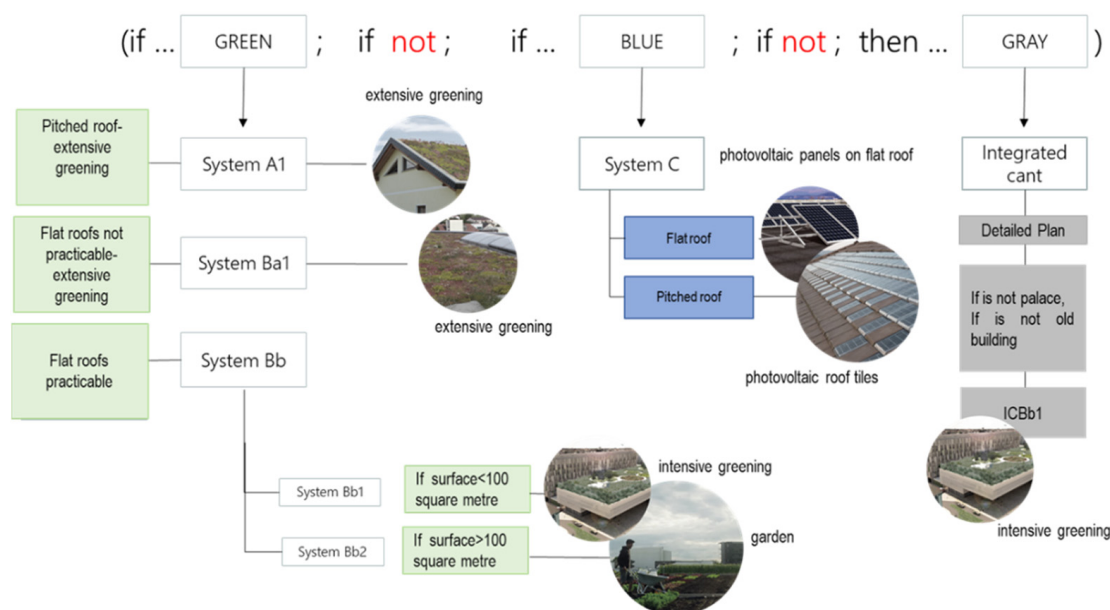 (if ... GREEN ; if not; if ... BLUE ; if not; then ... GRAY )
extensive greening
Pitched roof-
extensive
greening
System A1
System C
photovoltaic panels on flat roof
Integrated
cant
Flat roofs not
practicable-
extensive
greening
System Ba1
extensive greening
Flat roof
Pitched roof
photovoltaic roof tiles
Detailed Plan
If is not palace,
If is not old
building
ICBb1
intensive greening
Flat roofs
practicable
System Bb
System Bb1
If surface<100
square metre
intensive greening
System Bb2
If surface>100
square metre
garden